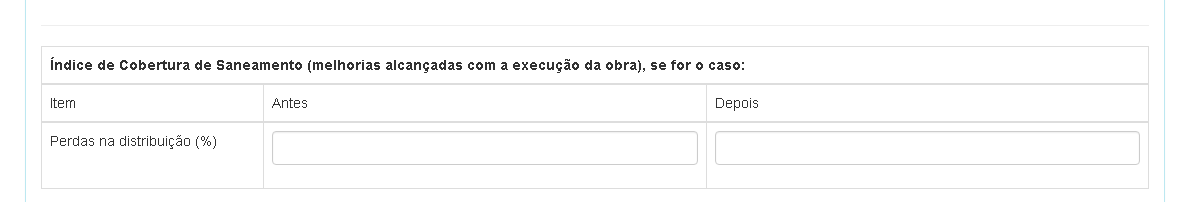 Índice de Cobertura de Saneamento (melhorias alcançadas com a execução da obra), se for o caso:
Item Antes Depois
Perdas na distribuição (%)